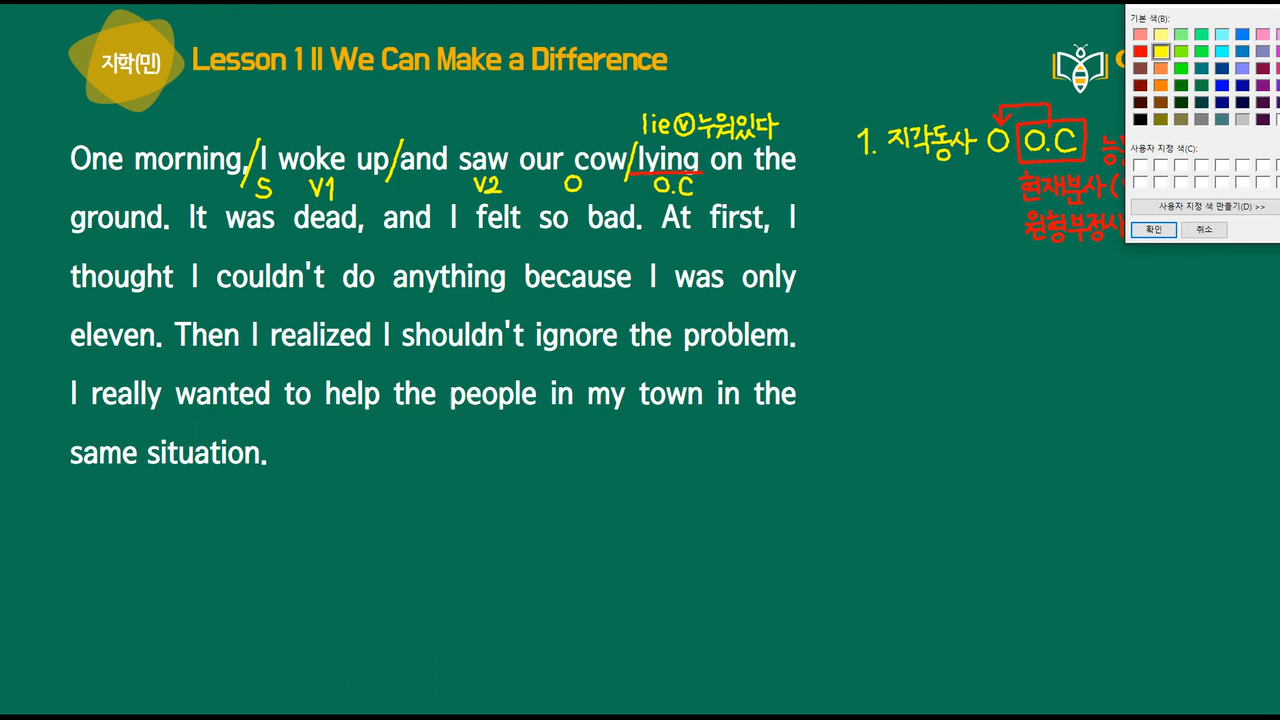 지학(민)
Lesson 1 ll We Can Make a Difference
lie ⓥ 누워있다
One morning,/I woke up/and saw our cow/lying on the
S V1 V2 O O.C
ground. It was dead, and I felt so bad. At first, I
thought I couldn't do anything because I was only
eleven. Then I realized I shouldn't ignore the problem.
I really wanted to help the people in my town in the
same situation.
1. 지각동사 O O.C
현재분사(
원형부정사
기본 색(B):
사용자 지정 색(C):
사용자 지정 색 만들기(D) >>
확인 취소